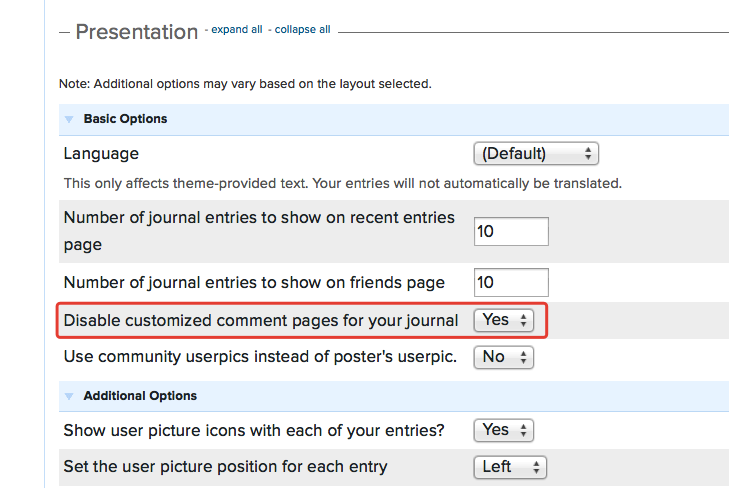 Presentation - expand all - collapse all
Note: Additional options may vary based on the layout selected.
Basic Options
Language (Default)
This only affects theme-provided text. Your entries will not automatically be translated.
Number of journal entries to show on recent entries
page 10
Number of journal entries to show on friends page 10
Disable customized comment pages for your journal Yes
Use community userpics instead of poster's userpic. No
Additional Options
Show user picture icons with each of your entries? Yes
Set the user picture position for each entry Left